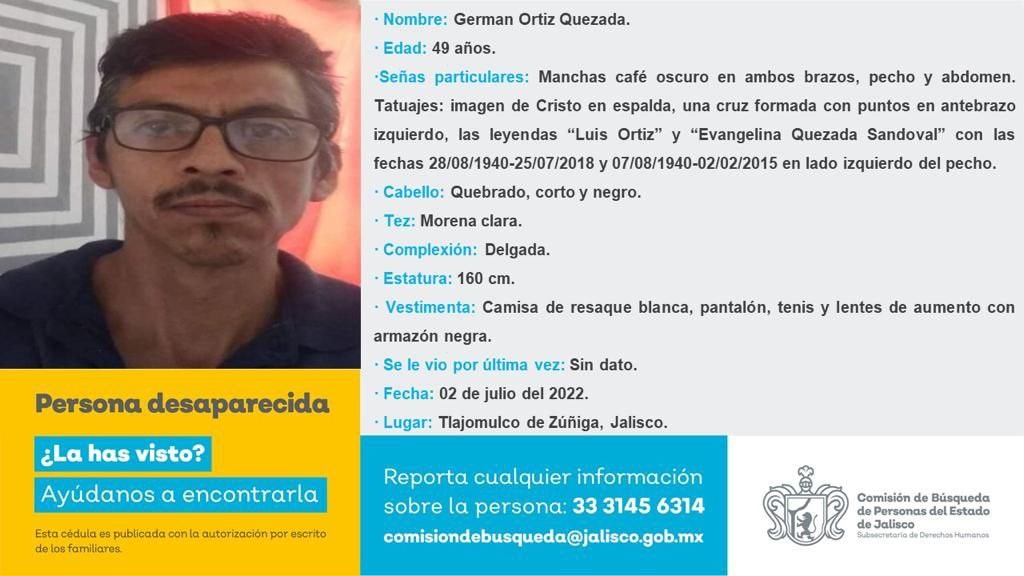 · Nombre: German Ortiz Quezada.
· Edad: 49 años.
·Señas particulares: Manchas café oscuro en ambos brazos, pecho y abdomen.
Tatuajes: imagen de Cristo en espalda, una cruz formada con puntos en antebrazo
izquierdo, las leyendas “Luis Ortiz” y “Evangelina Quezada Sandoval” con las
fechas 28/08/1940-25/07/2018 y 07/08/1940-02/02/2015 en lado izquierdo del pecho.
· Cabello: Quebrado, corto y negro.
· Tez: Morena clara.
· Complexión: Delgada.
· Estatura: 160 cm.
· Vestimenta: Camisa de resaque blanca, pantalón, tenis y lentes de aumento con
armazón negra.
· Se le vio por última vez: Sin dato.
· Fecha: 02 de julio del 2022.
· Lugar: Tlajomulco de Zúñiga, Jalisco.
Persona desaparecida
¿La has visto?
Ayúdanos a encontrarla
Esta cédula es publicada con la autorización por escrito
de los familiares.
Reporta cualquier información
sobre la persona: 33 3145 6314
comisiondebusqueda@jalisco.gob.mx
Comisión de Búsqueda
de Personas del Estado
de Jalisco
Subsecretaría de Derechos Humanos